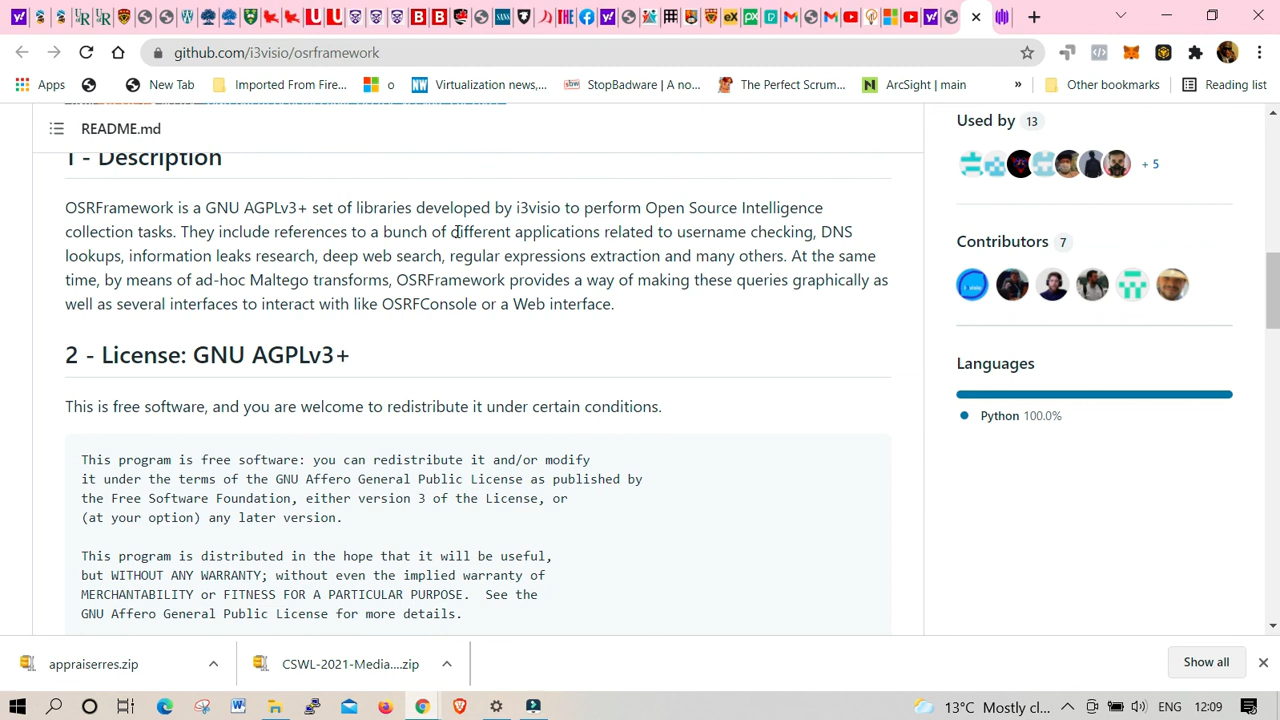 github.com/i3visio/osrframework
Apps
New Tab
Imported From Fire...
o
Virtualization news,...
StopBadware | A no...
The Perfect Scrum...
ArcSight | main
»
Other bookmarks
Reading list
README.md
1 - Description
OSRFramework is a GNU AGPLv3+ set of libraries developed by i3visio to perform Open Source Intelligence
collection tasks. They include references to a bunch of different applications related to username checking, DNS
lookups, information leaks research, deep web search, regular expressions extraction and many others. At the same
time, by means of ad-hoc Maltego transforms, OSRFramework provides a way of making these queries graphically as
well as several interfaces to interact with like OSRFConsole or a Web interface.
2 - License: GNU AGPLv3+
This is free software, and you are welcome to redistribute it under certain conditions.
This program is free software: you can redistribute it and/or modify
it under the terms of the GNU Affero General Public License as published by
the Free Software Foundation, either version 3 of the License, or
(at your option) any later version.
This program is distributed in the hope that it will be useful,
but WITHOUT ANY WARRANTY; without even the implied warranty of
MERCHANTABILITY or FITNESS FOR A PARTICULAR PURPOSE. See the
GNU Affero General Public License for more details.
Used by 13
+ 5
Contributors 7
Languages
Python 100.0%
appraiserres.zip
CSWL-2021-Media....zip
Show all
13°C Mostly cl...
ENG
12:09